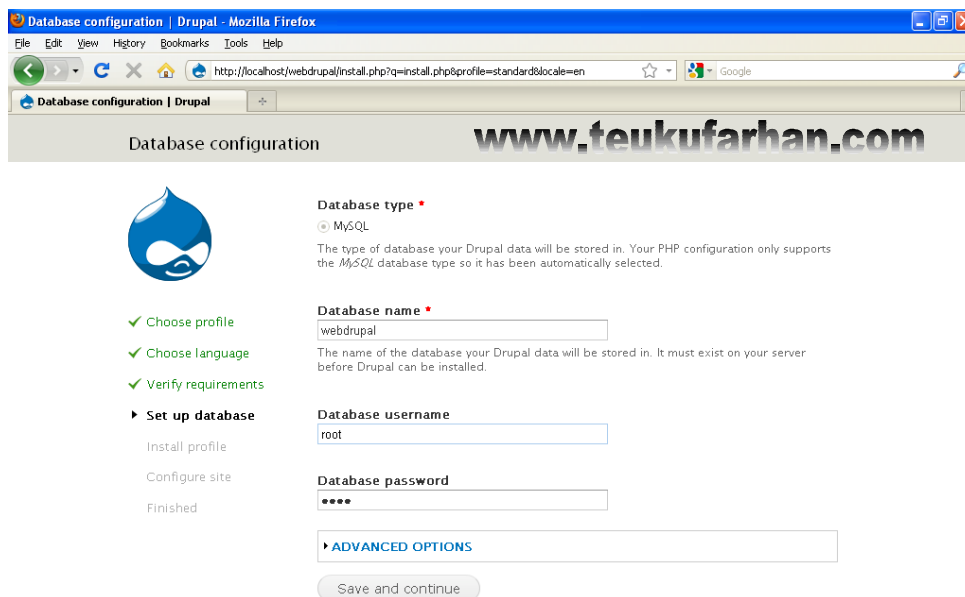 Database configuration | Drupal - Mozilla Firefox
File Edit View History Bookmarks Tools Help
http://localhost/webdrupal/install.php?q=install.php&profile=standard&locale=en
Google
Database configuration | Drupal
Database configuration
www.teukufarhan.com
Database type *
MySQL
The type of database your Drupal data will be stored in. Your PHP configuration only supports
the MySQL database type so it has been automatically selected.
Database name *
webdrupal
The name of the database your Drupal data will be stored in. It must exist on your server
before Drupal can be installed.
Database username
root
Database password
••••
ADVANCED OPTIONS
Save and continue
Choose profile
Choose language
Verify requirements
Set up database
Install profile
Configure site
Finished